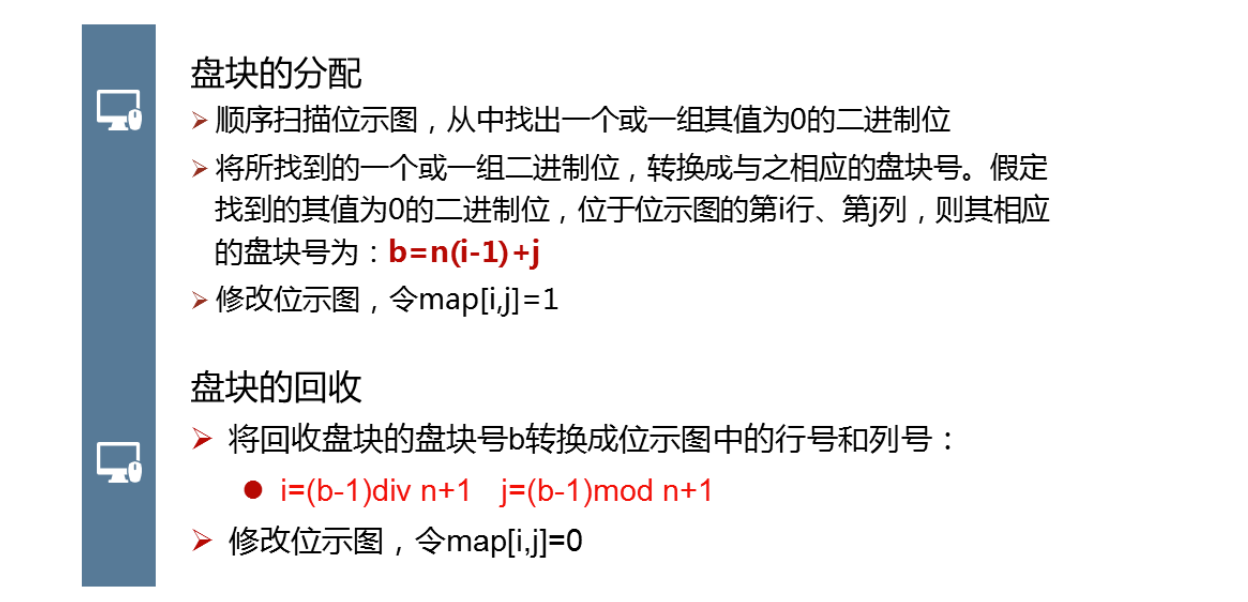 盘块的分配
➢顺序扫描位示图，从中找出一个或一组其值为0的二进制位
➢将所找到的一个或一组二进制位，转换成与之相应的盘块号。假定
找到的其值为0的二进制位，位于位示图的第i行、第j列，则其相应
的盘块号为：b=n(i-1)+j
➢修改位示图，令map[i,j]=1
盘块的回收
➢ 将回收盘块的盘块号b转换成位示图中的行号和列号：
● i=(b-1)div n+1 j=(b-1)mod n+1
➢ 修改位示图，令map[i,j]=0